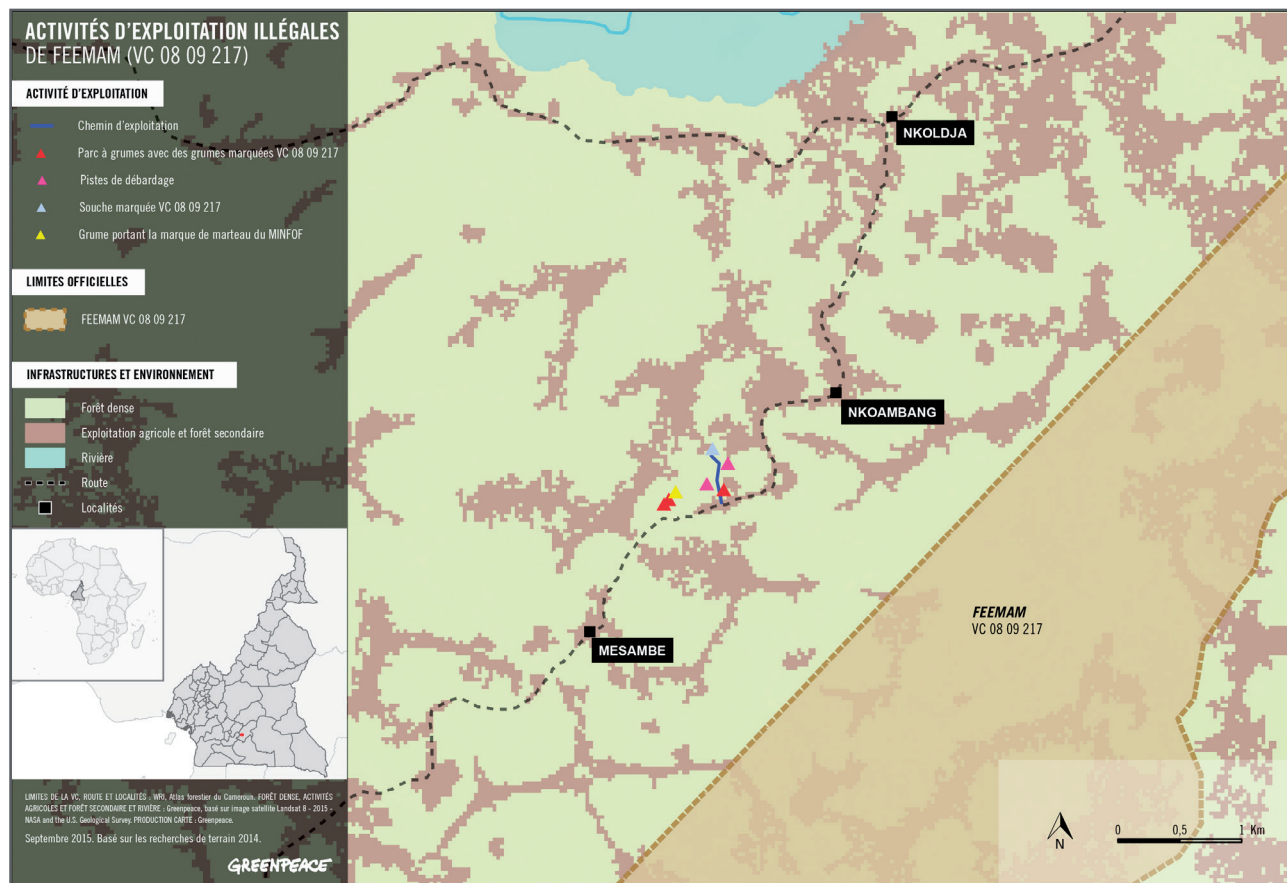 ACTIVITÉS D'EXPLOITATION ILLÉGALES
DE FEEMAM (VC 08 09 217)
ACTIVITÉ D'EXPLOITATION
Chemin d'exploitation
Parc à grumes avec des grumes marquées VC 08 09 217
Pistes de débardage
Souche marquée VC 08 09 217
Grume portant la marque de marteau du MINFOF
LIMITES OFFICIELLES
FEEMAM VC 08 09 217
INFRASTRUCTURES ET ENVIRONNEMENT
Forêt dense
Exploitation agricole et forêt secondaire
Rivière
Route
Localités
LIMITES DE LA VC, ROUTE ET LOCALITÉS : WRI, Atlas forestier du Cameroun. FORÊT DENSE, ACTIVITÉS
AGRICOLES ET FORÊT SECONDAIRE ET RIVIÈRE : Greenpeace, basé sur image satellite Landsat 8 - 2015 -
NASA and the U.S. Geological Survey. PRODUCTION CARTE : Greenpeace.
Septembre 2015. Basé sur les recherches de terrain 2014.
GREENPEACE
NKOLDJA
NKOAMBANG
MESAMBE
FEEMAM
VC 08 09 217
N
0 0,5 1 Km